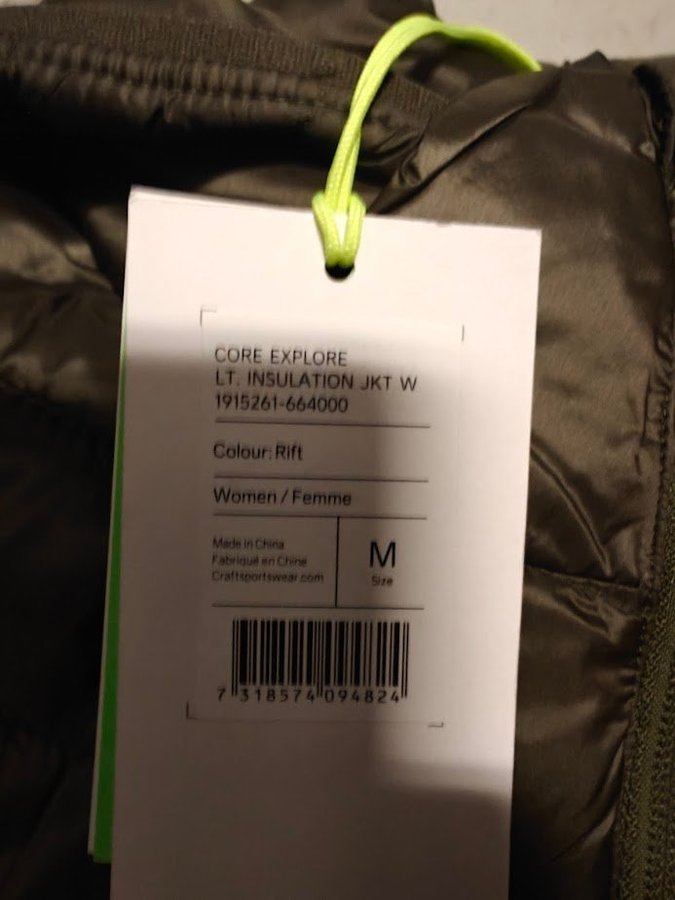 CORE EXPLORE
LT. INSULATION JKT W
1915261-664000
Colour: Rift
Women / Femme
Made in China
Fabriqué en Chine
Craftsportswear.com
M
Size
7 318574 094824